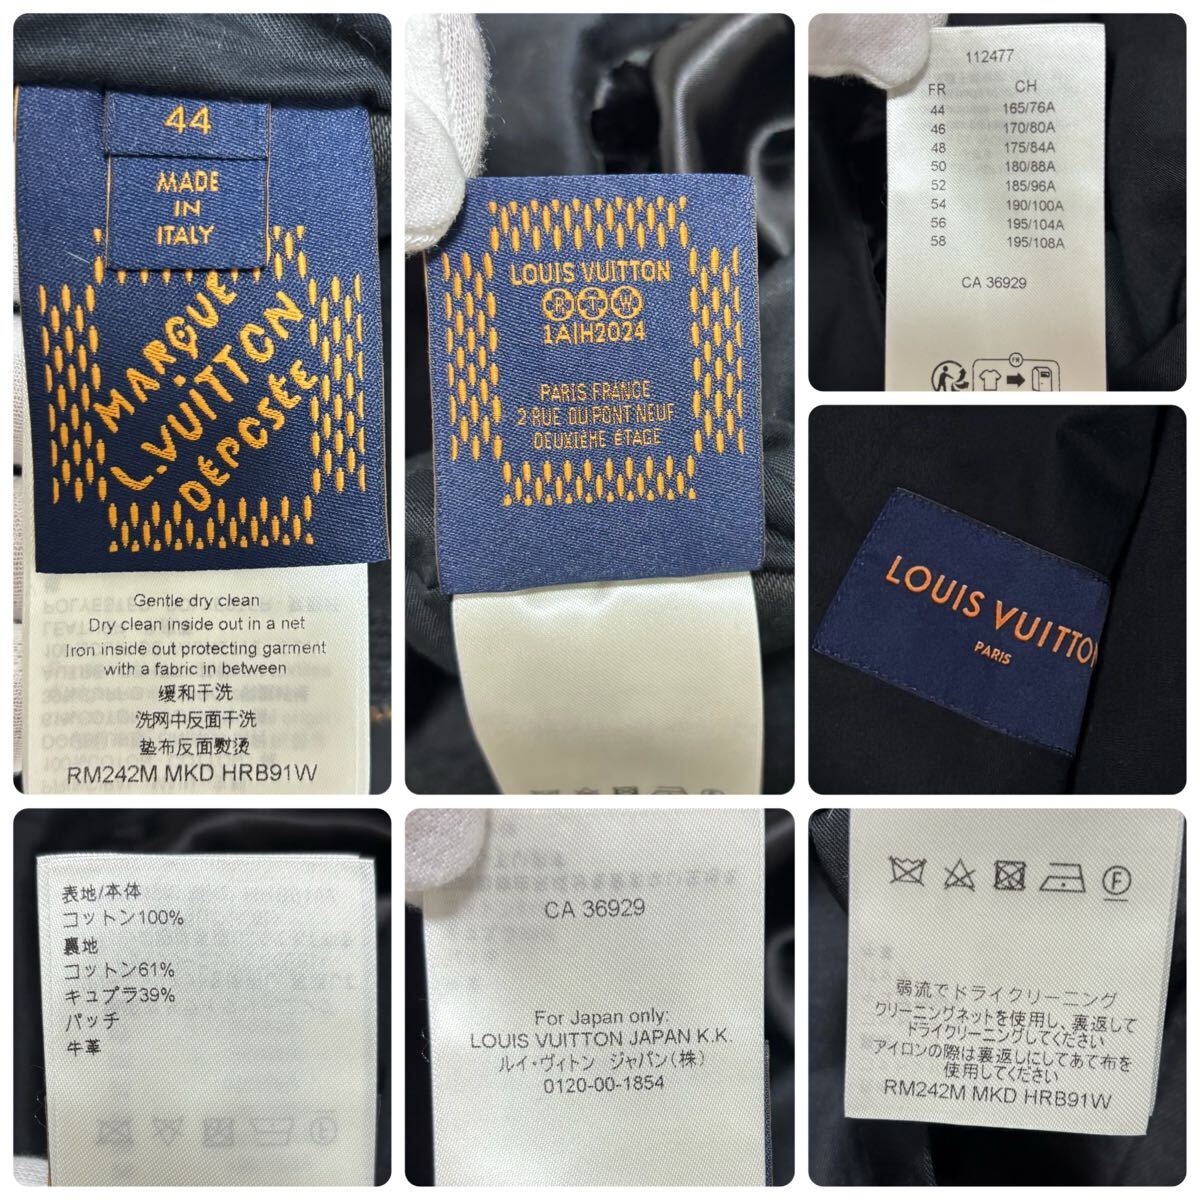 44
MADE
IN
ITALY
MARQUE
L.VUITTON
DÉPOSÉE
Gentle dry clean
Dry clean inside out in a net
Iron inside out protecting garment
with a fabric in between
缓和干洗
洗网中反面干洗
垫布反面熨烫
RM242M MKD HRB91W
LOUIS VUITTON
R T W
1AIH2024
PARIS FRANCE
2 RUE DU PONT NEUF
DEUXIÈME ÉTAGE
112477
FR CH
44 165/76A
46 170/80A
48 175/84A
50 180/88A
52 185/96A
54 190/100A
56 195/104A
58 195/108A
CA 36929
FR
LOUIS VUITTON
PARIS
表地/本体
コットン100%
裏地
コットン61%
キュプラ39%
パッチ
牛革
CA 36929
For Japan only:
LOUIS VUITTON JAPAN K.K.
ルイ・ヴィトン ジャパン(株)
0120-00-1854
F
弱流でドライクリーニング
クリーニングネットを使用し、裏返して
ドライクリーニングしてください
アイロンの際は裏返しにしてあて布を
使用してください
RM242M MKD HRB91W